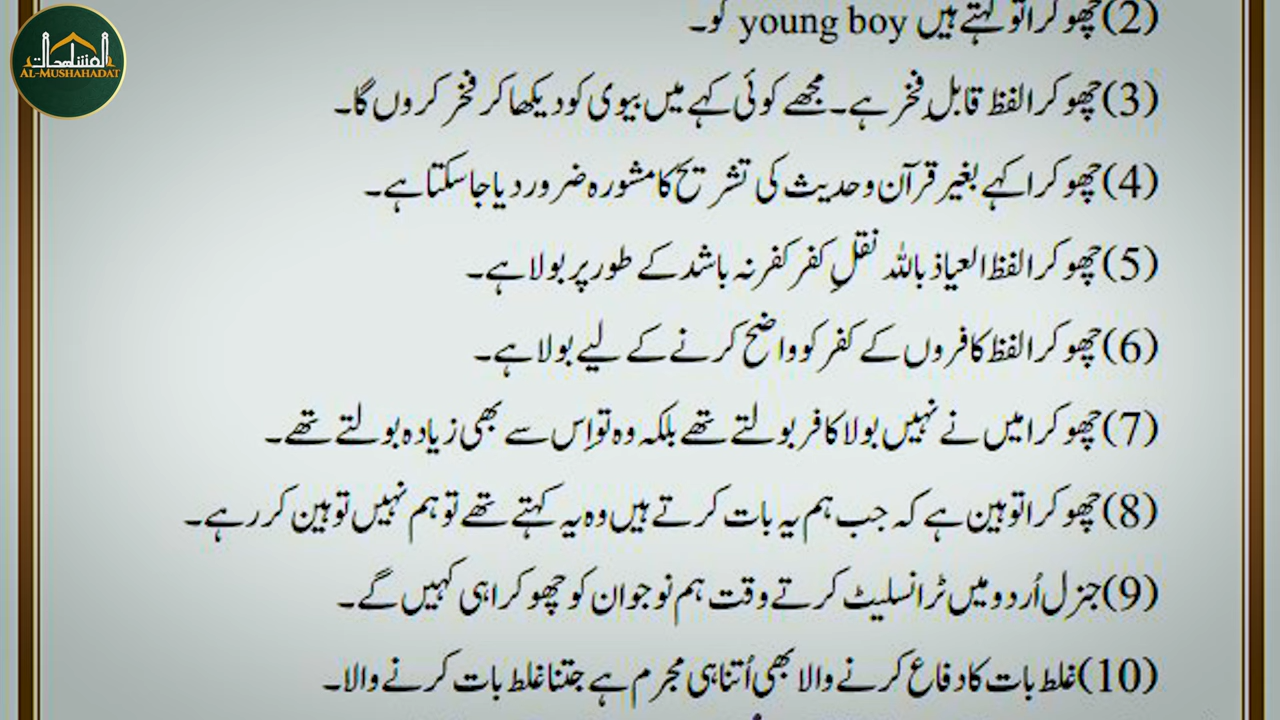 المشاهدات
AL-MUSHAHADAT
(2) چھوکرا تو کہتے ہیں young boy کو۔
(3) چھوکرا لفظ قابلِ فخر ہے۔ مجھے کوئی کہے میں بیوی کو دیکھا کر فخر کروں گا۔
(4) چھوکرا کہے بغیر قرآن و حدیث کی تشریح کا مشورہ ضرور دیا جا سکتا ہے۔
(5) چھوکرا لفظ العیاذ باللہ نقلِ کفر کفر نہ باشد کے طور پر بولا ہے۔
(6) چھوکرا لفظ کافروں کے کفر کو واضح کرنے کے لیے بولا ہے۔
(7) چھوکرا میں نے نہیں بولا کافر بولتے تھے بلکہ وہ تو اِس سے بھی زیادہ بولتے تھے۔
(8) چھوکرا توہین ہے کہ جب ہم یہ بات کرتے ہیں وہ یہ کہتے تھے تو ہم نہیں توہین کر رہے۔
(9) جنرل اُردو میں ٹرانسلیٹ کرتے وقت ہم نوجوان کو چھوکرا ہی کہیں گے۔
(10) غلط بات کا دفاع کرنے والا بھی اُتنا ہی مجرم ہے جتنا غلط بات کرنے والا۔